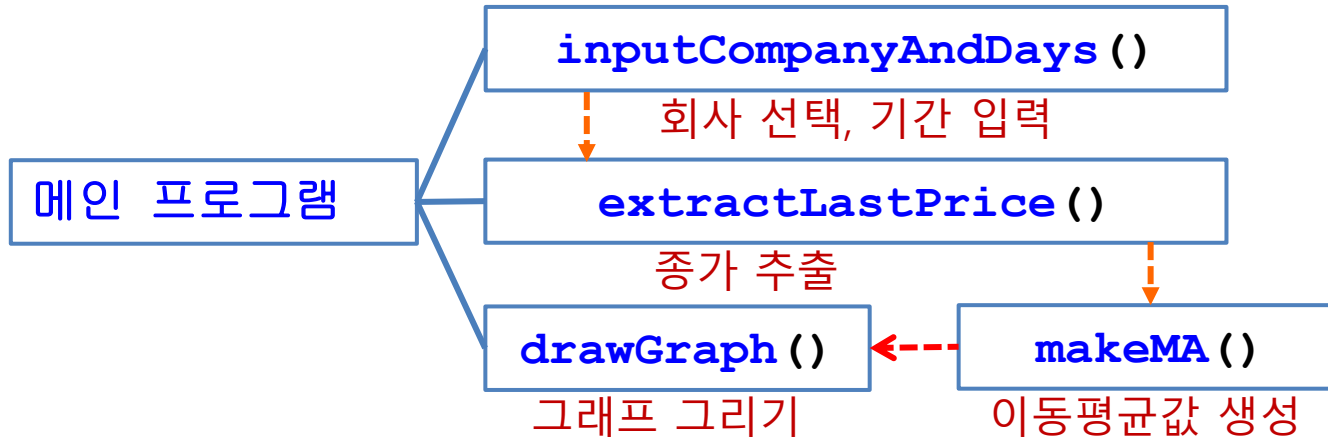 inputCompanyAndDays()
회사 선택, 기간 입력
메인 프로그램
extractLastPrice()
종가 추출
drawGraph()
makeMA()
그래프 그리기
이동평균값 생성